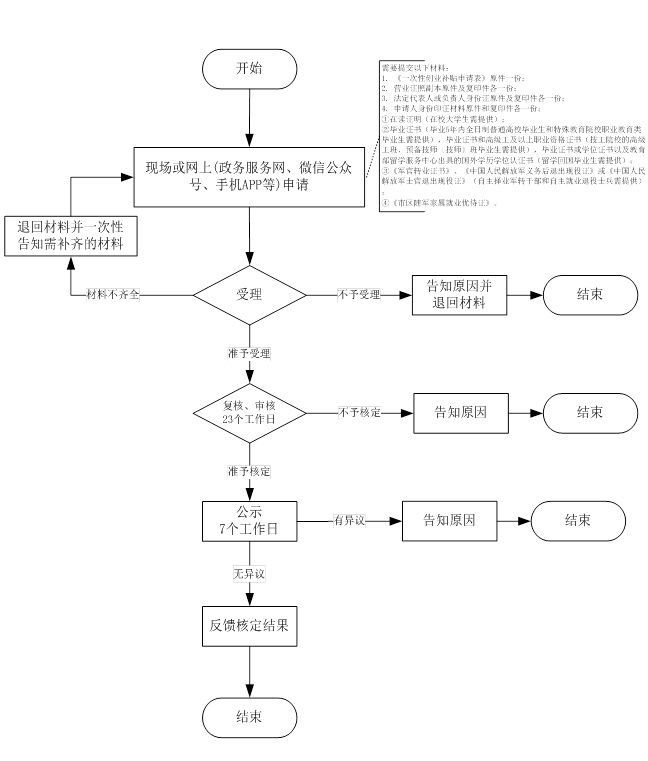 开始
需要提交以下材料：
1. 《一次性创业补贴申请表》原件一份；
2. 营业证照副本原件及复印件各一份；
3. 法定代表人或负责人身份证原件及复印件各一份；
4. 申请人身份印证材料原件和复印件各一份；
①在读证明（在校大学生需提供）；
②毕业证书（毕业5年内全日制普通高校毕业生和特殊教育院校职业教育类
毕业生需提供），毕业证书和高级工及以上职业资格证书（技工院校的高级
工班、预备技师〔技师〕班毕业生需提供），毕业证书或学位证书以及教育
部留学服务中心出具的国外学历学位认证书（留学回国毕业生需提供）；
③《军官转业证书》、《中国人民解放军义务兵退出现役证》或《中国人民
解放军士官退出现役证》（自主择业军转干部和自主就业退役士兵需提供）
；
④《市区随军家属就业优待证》.
现场或网上(政务服务网、微信公众
号、手机APP等)申请
退回材料并一次性
告知需补齐的材料
材料不齐全
受理
不予受理
告知原因并
退回材料
结束
准予受理
复核、审核
23个工作日
不予核定
告知原因
结束
准予核定
公示
7个工作日
有异议
告知原因
结束
无异议
反馈核定结果
结束